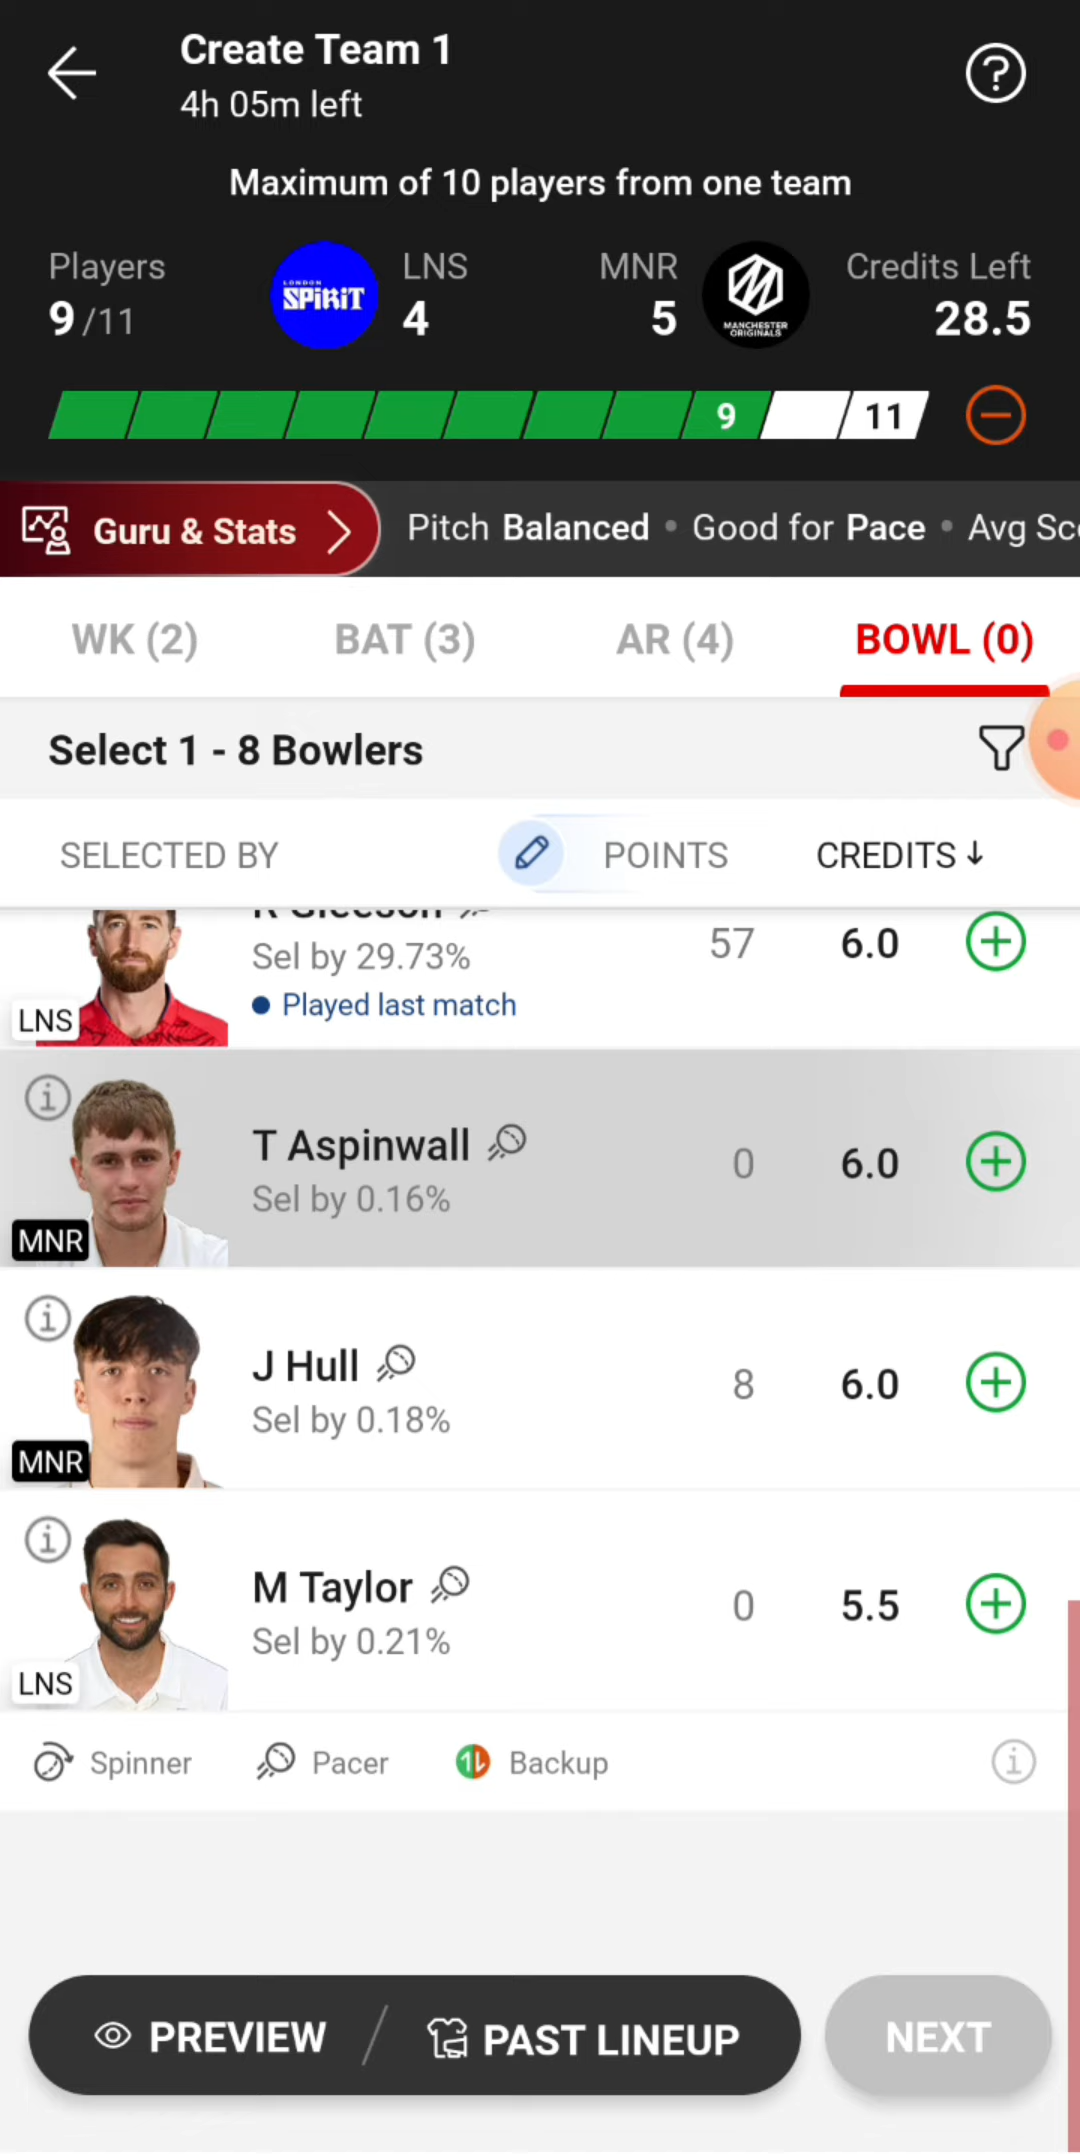 Create Team 1
4h 05m left
Maximum of 10 players from one team
Players
9/11
LONDON
SPIRIT
LNS
4
MNR
5
MANCHESTER
ORIGINALS
Credits Left
28.5
9
11
Guru & Stats
Pitch Balanced • Good for Pace • Avg Sc
WK (2)
BAT (3)
AR (4)
BOWL (0)
Select 1 - 8 Bowlers
SELECTED BY
POINTS
CREDITS ↓
Gleeson
Sel by 29.73%
57
6.0
• Played last match
LNS
T Aspinwall
Sel by 0.16%
0
6.0
MNR
J Hull
Sel by 0.18%
8
6.0
MNR
M Taylor
Sel by 0.21%
0
5.5
LNS
Spinner
Pacer
Backup
PREVIEW / PAST LINEUP
NEXT